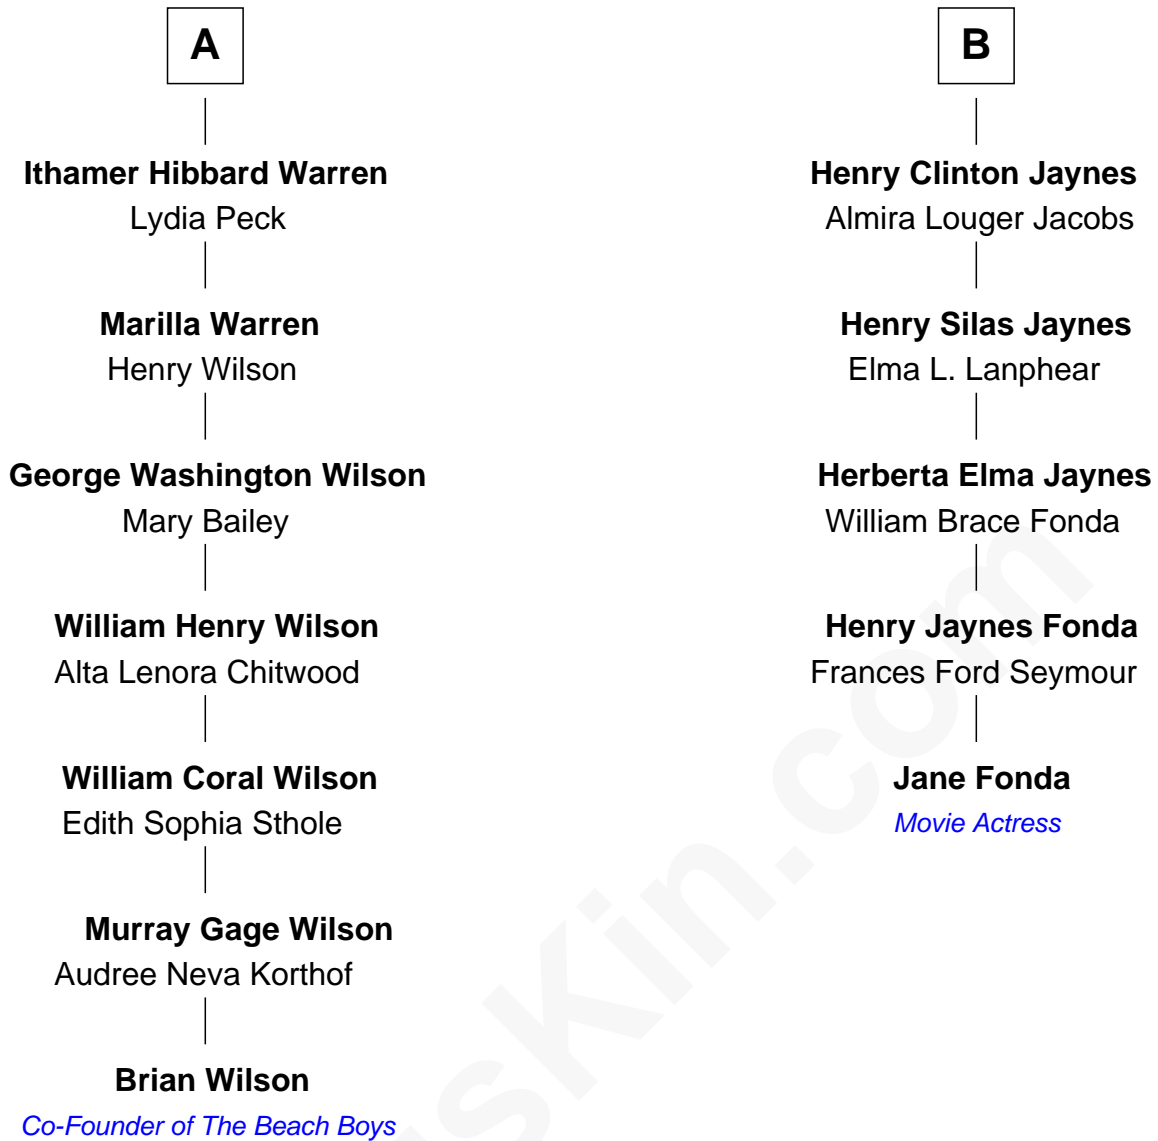 A
Ithamer Hibbard Warren
Lydia Peck
Marilla Warren
Henry Wilson
George Washington Wilson
Mary Bailey
William Henry Wilson
Alta Lenora Chitwood
William Coral Wilson
Edith Sophia Sthole
Murray Gage Wilson
Audree Neva Korthof
Brian Wilson
Co-Founder of The Beach Boys
B
Henry Clinton Jaynes
Almira Louger Jacobs
Henry Silas Jaynes
Elma L. Lanphear
Herberta Elma Jaynes
William Brace Fonda
Henry Jaynes Fonda
Frances Ford Seymour
Jane Fonda
Movie Actress
sKin.com